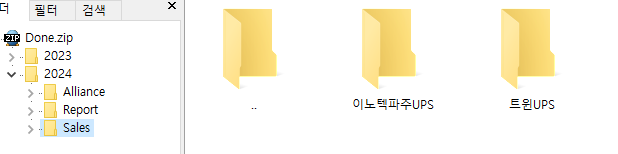 더 필터 검색
Done.zip
2023
2024
Alliance
Report
Sales
..
이노텍파주UPS
트윈UPS